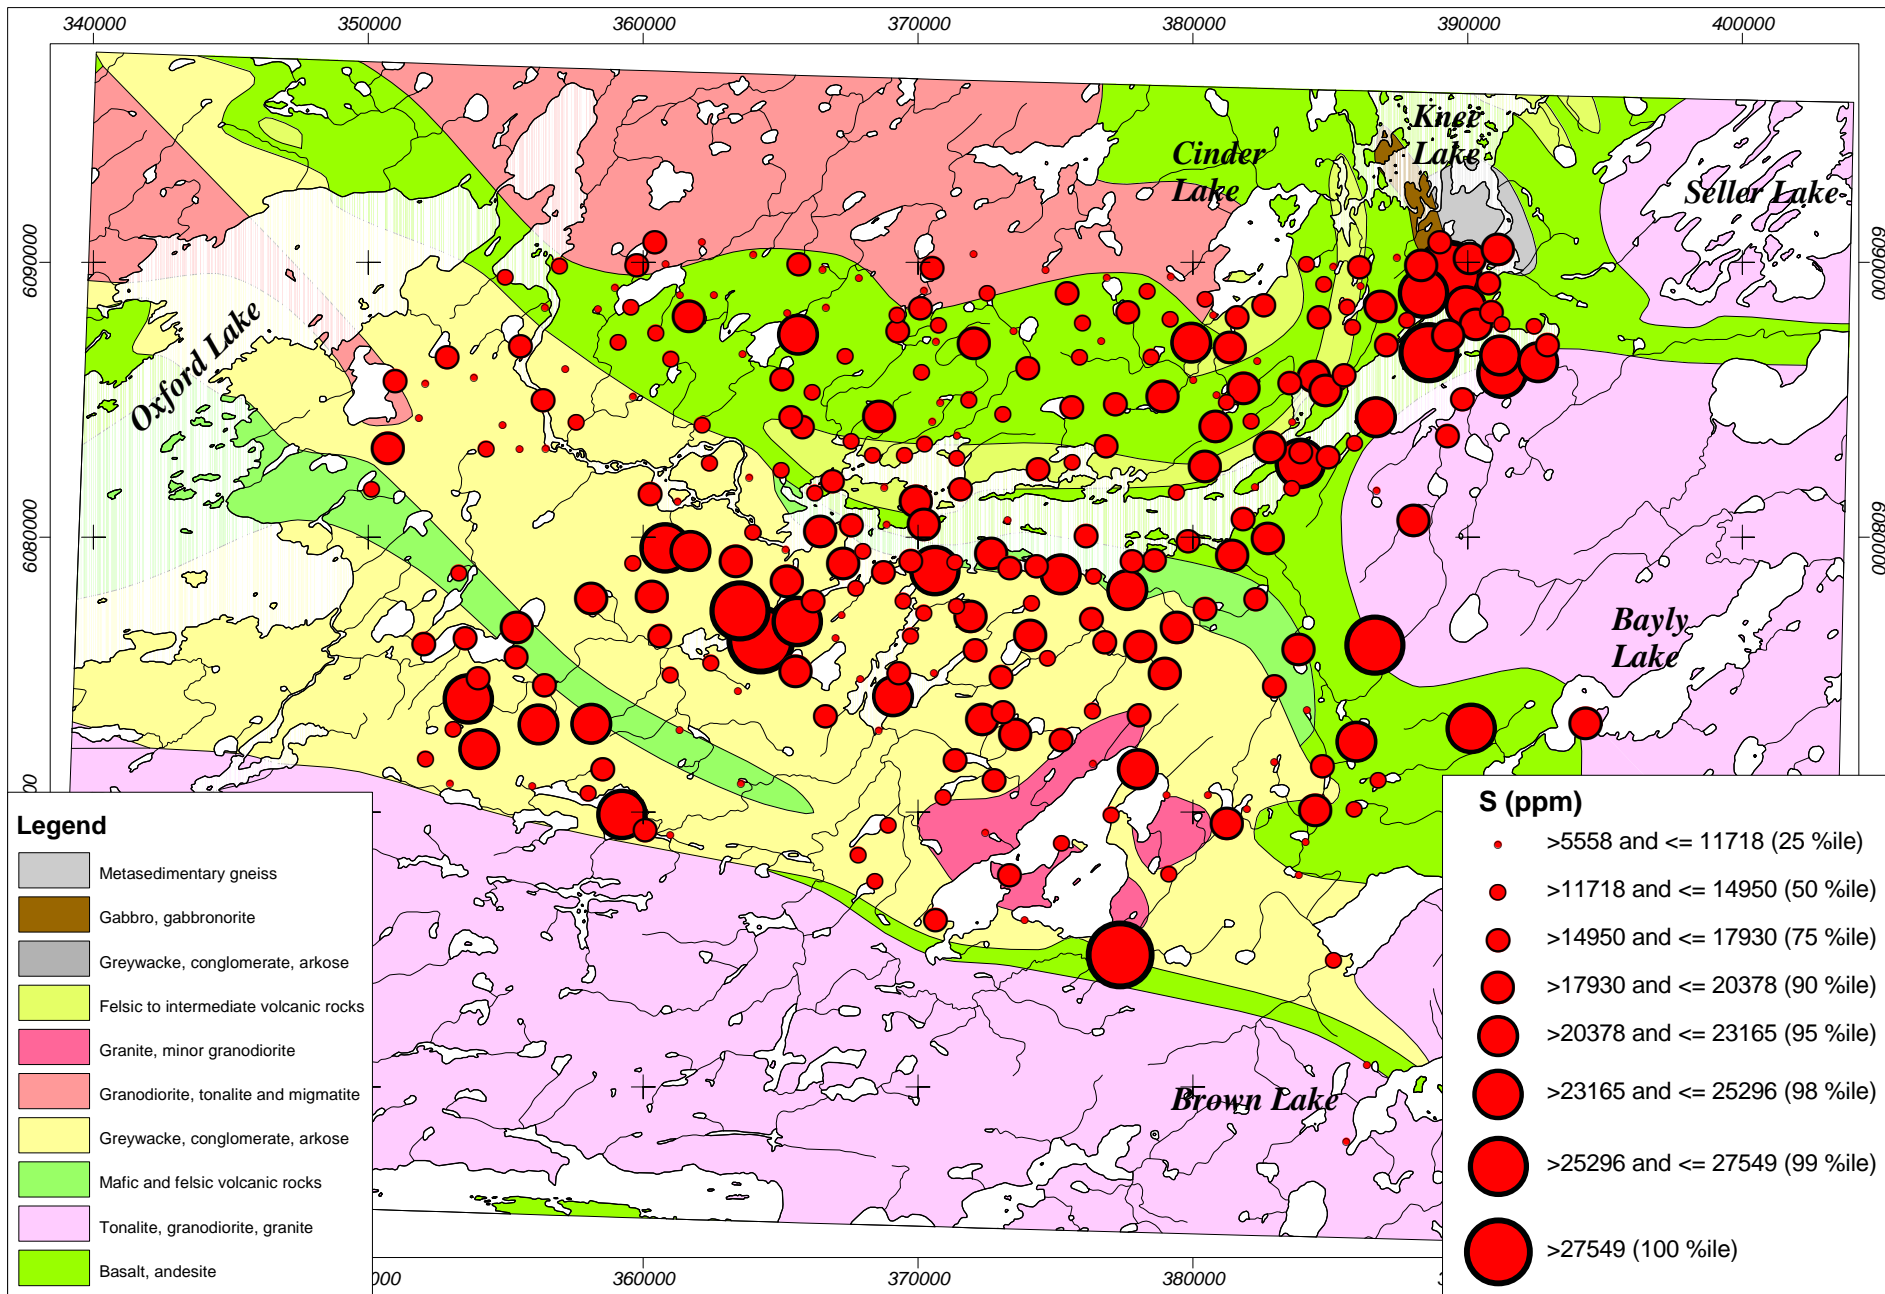 340000 350000 360000 370000 380000 390000 400000
Knee
Lake
Cinder
Lake
Seller Lake
6090000
6090000
Oxford Lake
6080000
6080000
Bayly
Lake
Brown Lake
Legend
Metasedimentary gneiss
Gabbro, gabbronorite
Greywacke, conglomerate, arkose
Felsic to intermediate volcanic rocks
Granite, minor granodiorite
Granodiorite, tonalite and migmatite
Greywacke, conglomerate, arkose
Mafic and felsic volcanic rocks
Tonalite, granodiorite, granite
Basalt, andesite
S (ppm)
>5558 and <= 11718 (25 %ile)
>11718 and <= 14950 (50 %ile)
>14950 and <= 17930 (75 %ile)
>17930 and <= 20378 (90 %ile)
>20378 and <= 23165 (95 %ile)
>23165 and <= 25296 (98 %ile)
>25296 and <= 27549 (99 %ile)
>27549 (100 %ile)
360000 370000 380000